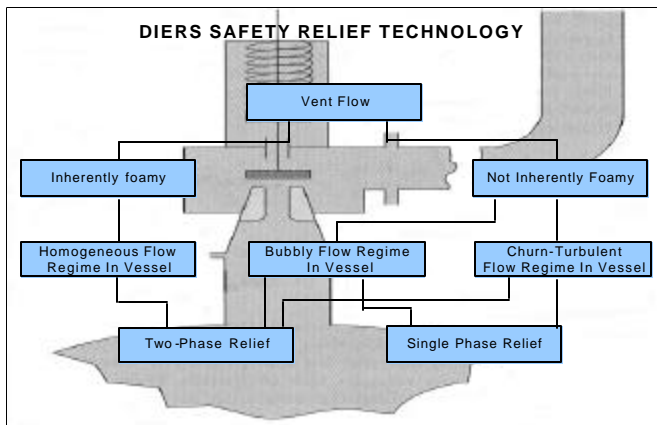 DIERS SAFETY RELIEF TECHNOLOGY
Vent Flow
Inherently foamy
Not Inherently Foamy
Homogeneous Flow
Regime In Vessel
Bubbly Flow Regime
In Vessel
Churn-Turbulent
Flow Regime In Vessel
Two-Phase Relief
Single Phase Relief